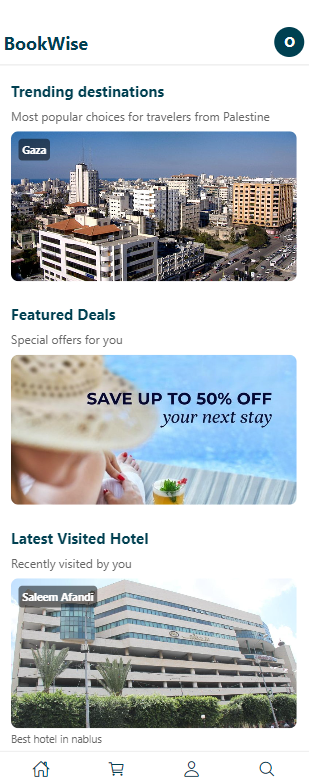 BookWise
O
Trending destinations
Most popular choices for travelers from Palestine
Gaza
Featured Deals
Special offers for you
SAVE UP TO 50% OFF
your next stay
Latest Visited Hotel
Recently visited by you
Saleem Afandi
Best hotel in nablus